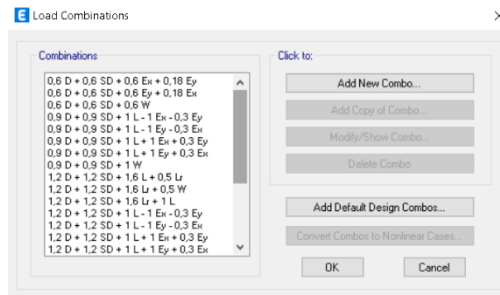 E Load Combinations
Combinations
0,6 D + 0,6 SD + 0,6 Ex + 0,18 Ey
0,6 D + 0,6 SD + 0,6 Ey + 0,18 Ex
0,6 D + 0,6 SD + 0,6 W
0,9 D + 0,9 SD + 1 L - 1 Ex - 0,3 Ey
0,9 D + 0,9 SD + 1 L - 1 Ey - 0,3 Ex
0,9 D + 0,9 SD + 1 L + 1 Ex + 0,3 Ey
0,9 D + 0,9 SD + 1 L + 1 Ey + 0,3 Ex
0,9 D + 0,9 SD + 1 W
1,2 D + 1,2 SD + 1,6 L + 0,5 Lr
1,2 D + 1,2 SD + 1,6 Lr + 0,5 W
1,2 D + 1,2 SD + 1,6 Lr + 1 L
1,2 D + 1,2 SD + 1 L - 1 Ex - 0,3 Ey
1,2 D + 1,2 SD + 1 L - 1 Ey - 0,3 Ex
1,2 D + 1,2 SD + 1 L + 1 Ex + 0,3 Ey
1,2 D + 1,2 SD + 1 L + 1 Ey + 0,3 Ex
Click to:
Add New Combo...
Add Copy of Combo...
Modify/Show Combo...
Delete Combo
Add Default Design Combos...
Convert Combos to Nonlinear Cases...
OK
Cancel